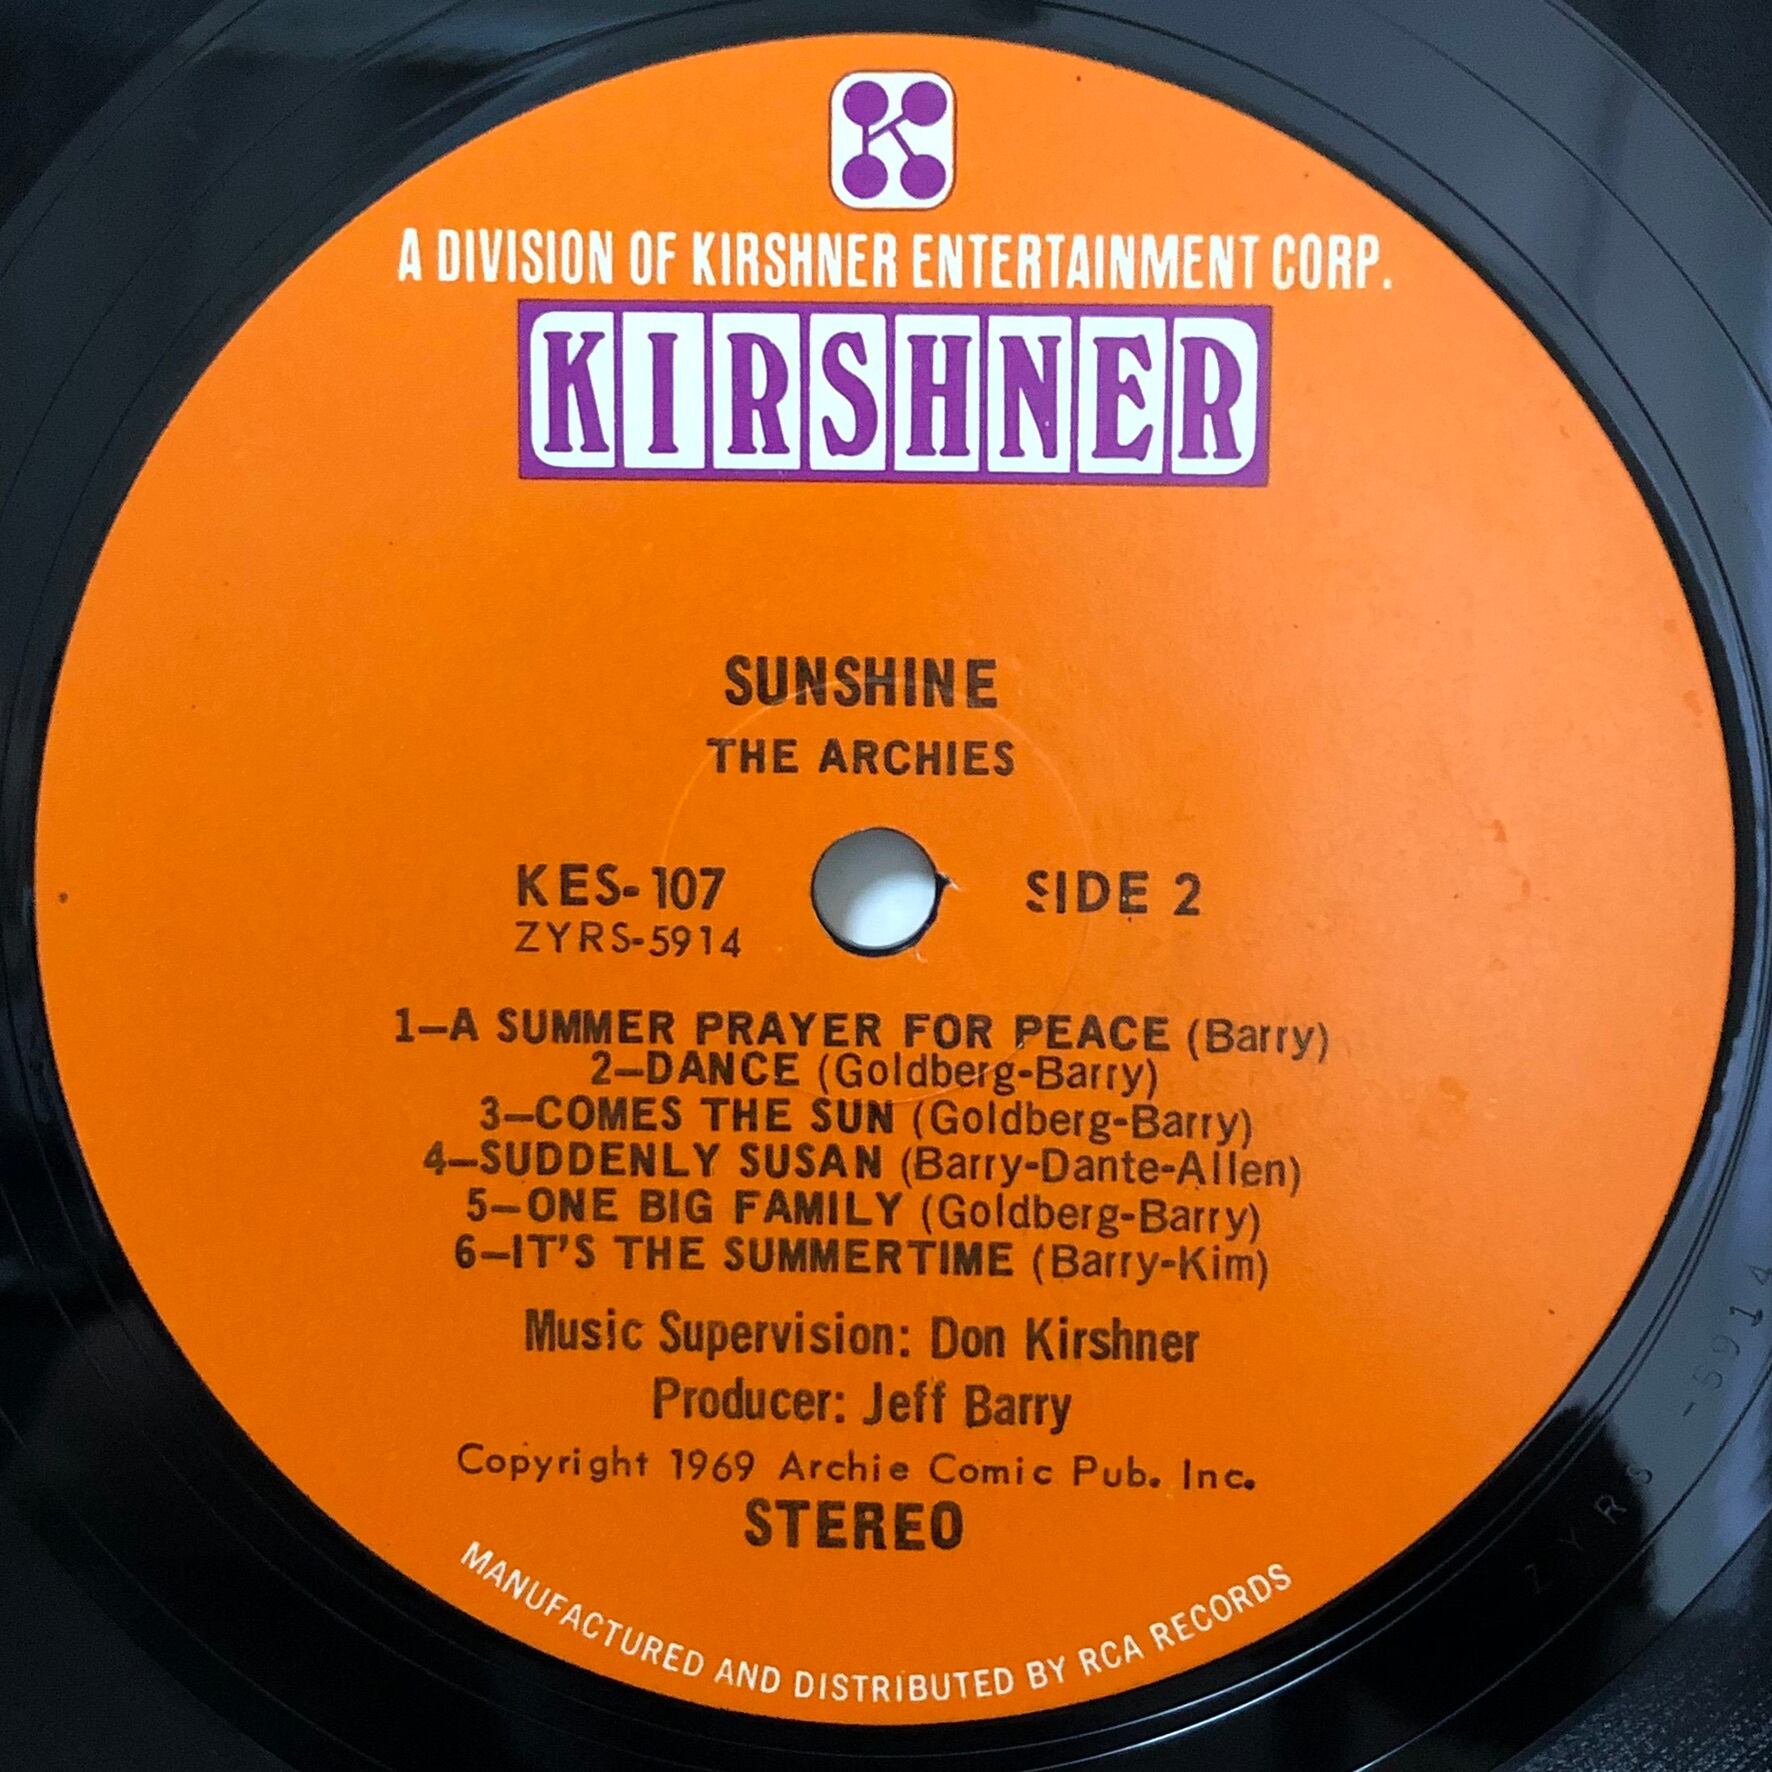 K
A DIVISION OF KIRSHNER ENTERTAINMENT CORP.
KIRSHNER
SUNSHINE
THE ARCHIES
KES-107
ZYRS-5914
SIDE 2
1—A SUMMER PRAYER FOR PEACE (Barry)
2—DANCE (Goldberg-Barry)
3—COMES THE SUN (Goldberg-Barry)
4—SUDDENLY SUSAN (Barry-Dante-Allen)
5—ONE BIG FAMILY (Goldberg-Barry)
6—IT'S THE SUMMERTIME (Barry-Kim)
Music Supervision: Don Kirshner
Producer: Jeff Barry
Copyright 1969 Archie Comic Pub. Inc.
STEREO
MANUFACTURED AND DISTRIBUTED BY RCA RECORDS
ZYRS-5914